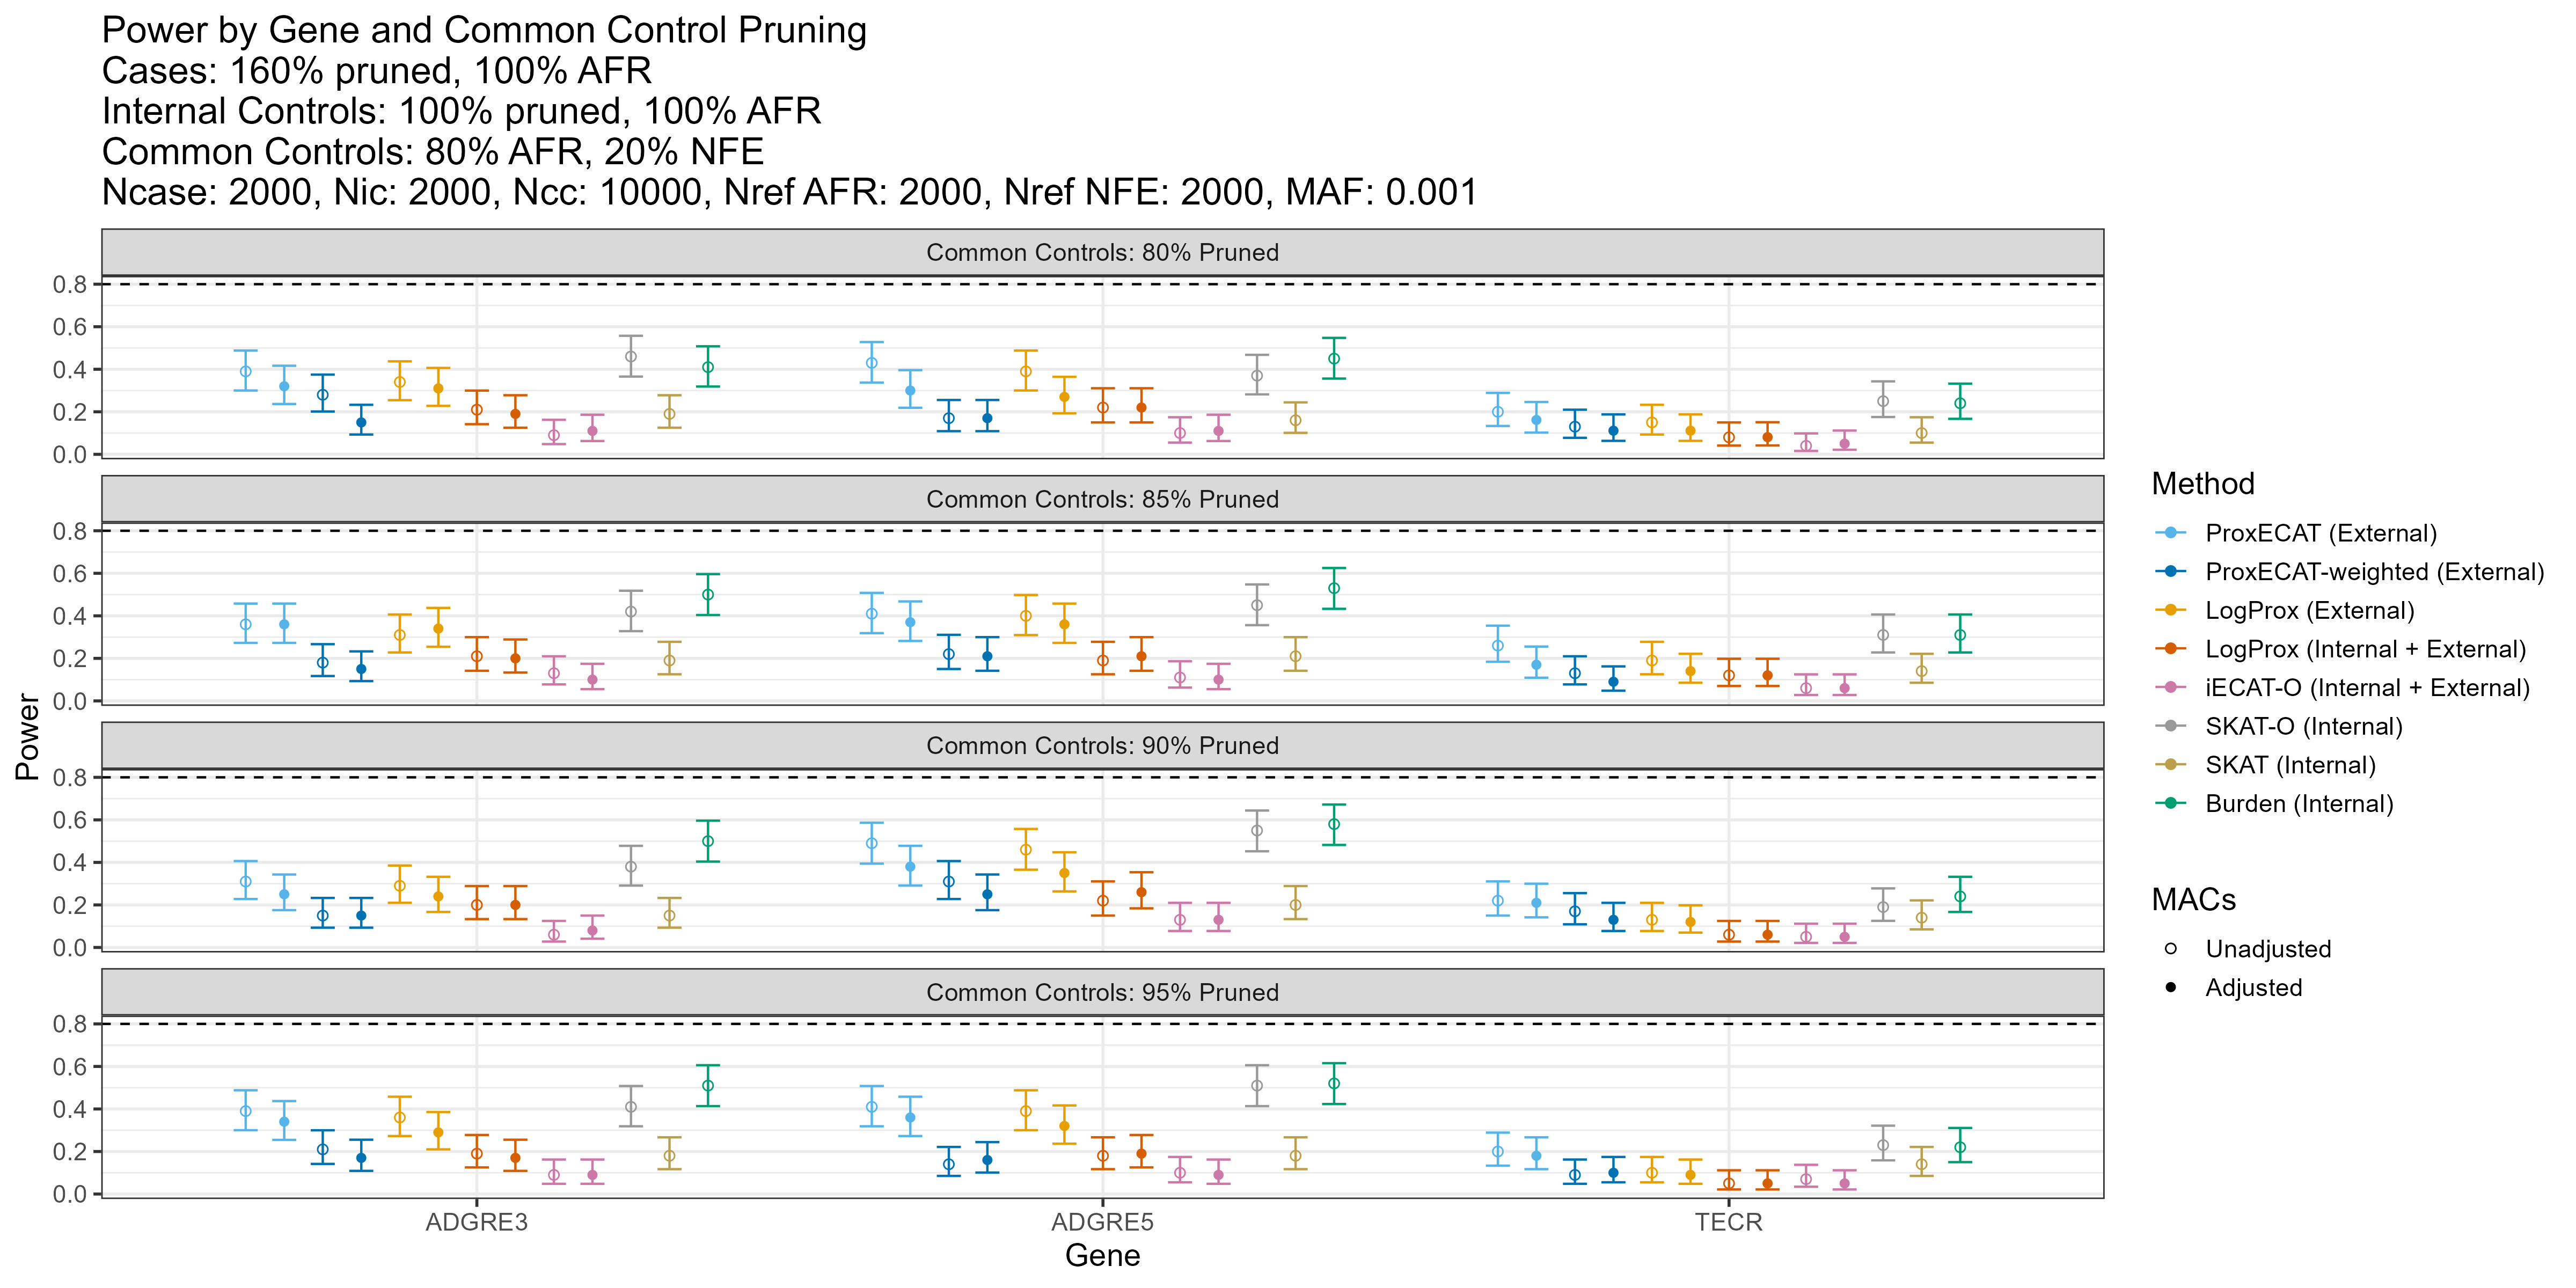 Power by Gene and Common Control Pruning
Cases: 160% pruned, 100% AFR
Internal Controls: 100% pruned, 100% AFR
Common Controls: 80% AFR, 20% NFE
Ncase: 2000, Nic: 2000, Ncc: 10000, Nref AFR: 2000, Nref NFE: 2000, MAF: 0.001
Common Controls: 80% Pruned
0.8
0.6
0.4
0.2
0.0
Common Controls: 85% Pruned
0.8
0.6
0.4
0.2
0.0
Common Controls: 90% Pruned
0.8
0.6
0.4
0.2
0.0
Common Controls: 95% Pruned
0.8
0.6
0.4
0.2
0.0
Power
ADGRE3
ADGRE5
TECR
Gene
Method
ProxECAT (External)
ProxECAT-weighted (External)
LogProx (External)
LogProx (Internal + External)
iECAT-O (Internal + External)
SKAT-O (Internal)
SKAT (Internal)
Burden (Internal)
MACs
Unadjusted
Adjusted